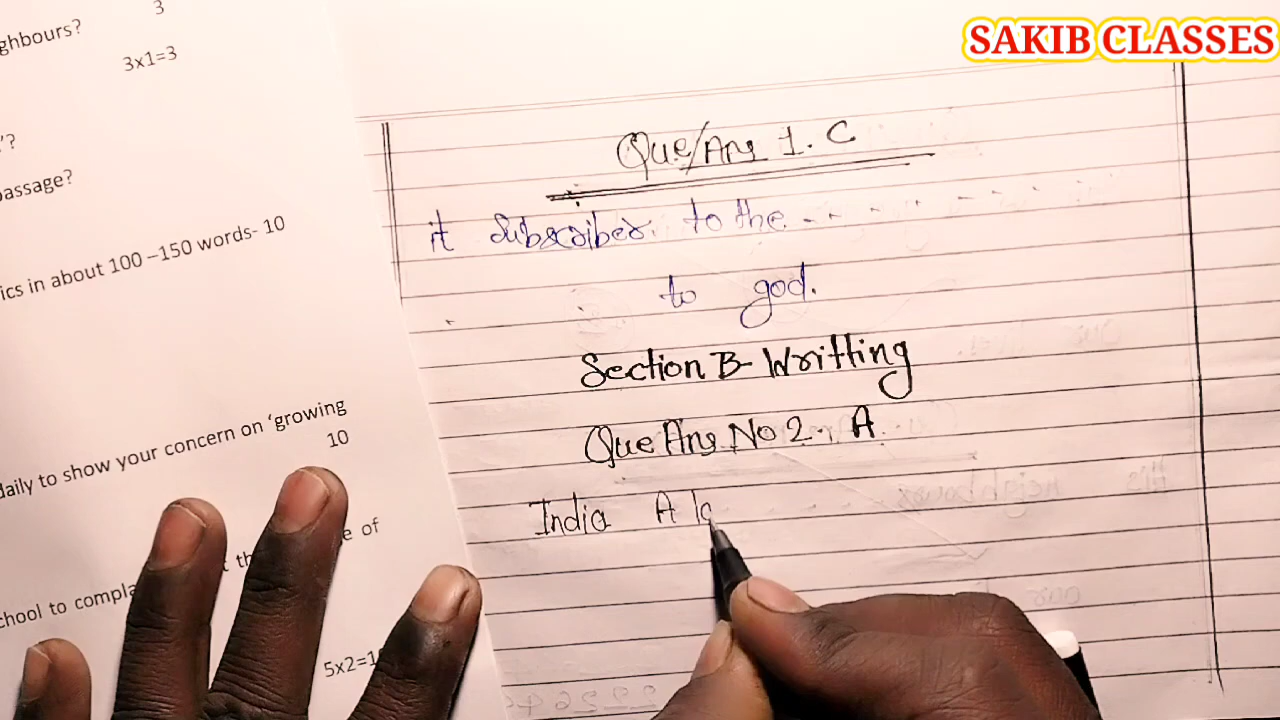 SAKIB CLASSES
ghbours?
3
3x1=3
'?
passage?
ics in about 100 –150 words- 10
daily to show your concern on 'growing
10
school to compla
of
5x2=1
Que/Ans 1. C
it subscriber to the
to god.
Section B- Writting
Que Ans No 2. A
India A